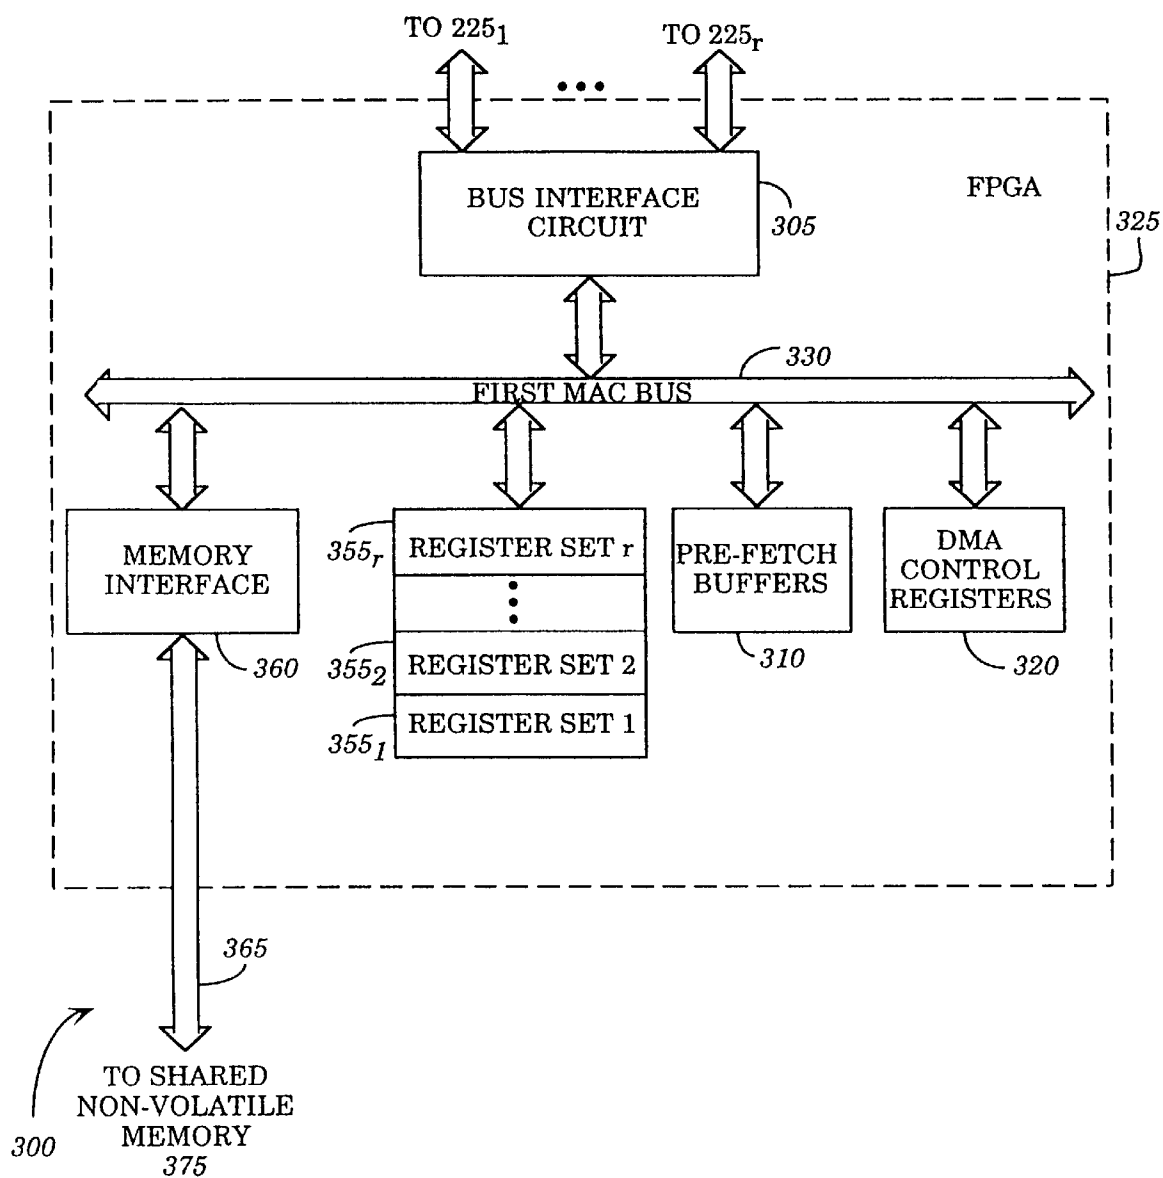 TO 225₁
TO 225ᵣ
BUS INTERFACE
CIRCUIT
305
FPGA
325
330
FIRST MAC BUS
MEMORY
INTERFACE
360
355ᵣ
REGISTER SET r
355₂
REGISTER SET 2
355₁
REGISTER SET 1
PRE-FETCH
BUFFERS
310
DMA
CONTROL
REGISTERS
320
365
300
TO SHARED
NON-VOLATILE
MEMORY
375